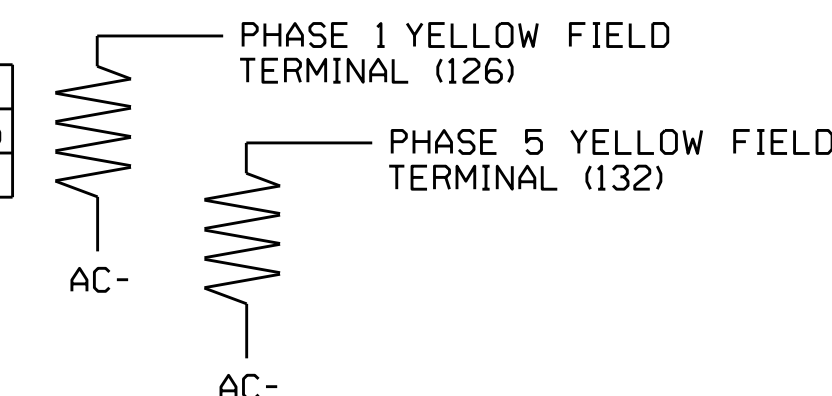 PHASE 1 YELLOW FIELD
TERMINAL (126)
PHASE 5 YELLOW FIELD
TERMINAL (132)
AC-
AC-